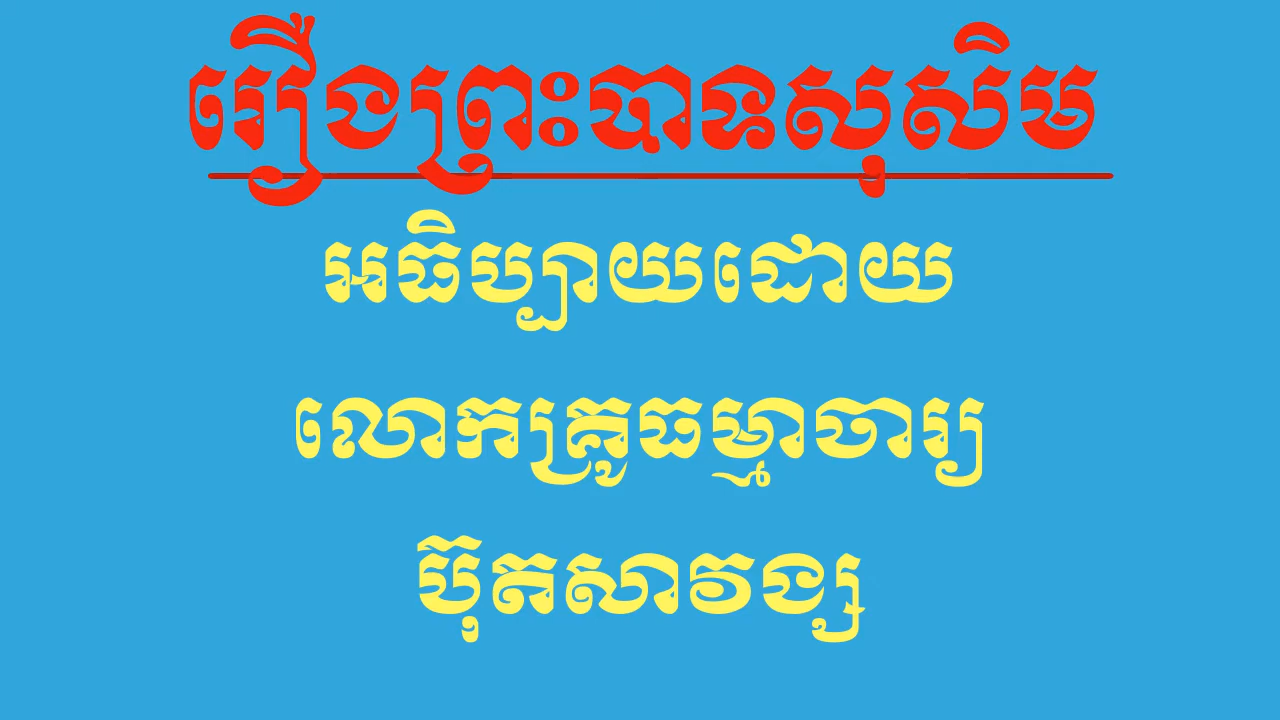 រឿងព្រះបាទសុសិម
អធិប្បាយដោយ
លោកគ្រូធម្មាចារ្យ
ប៊ុតសាវង្ស